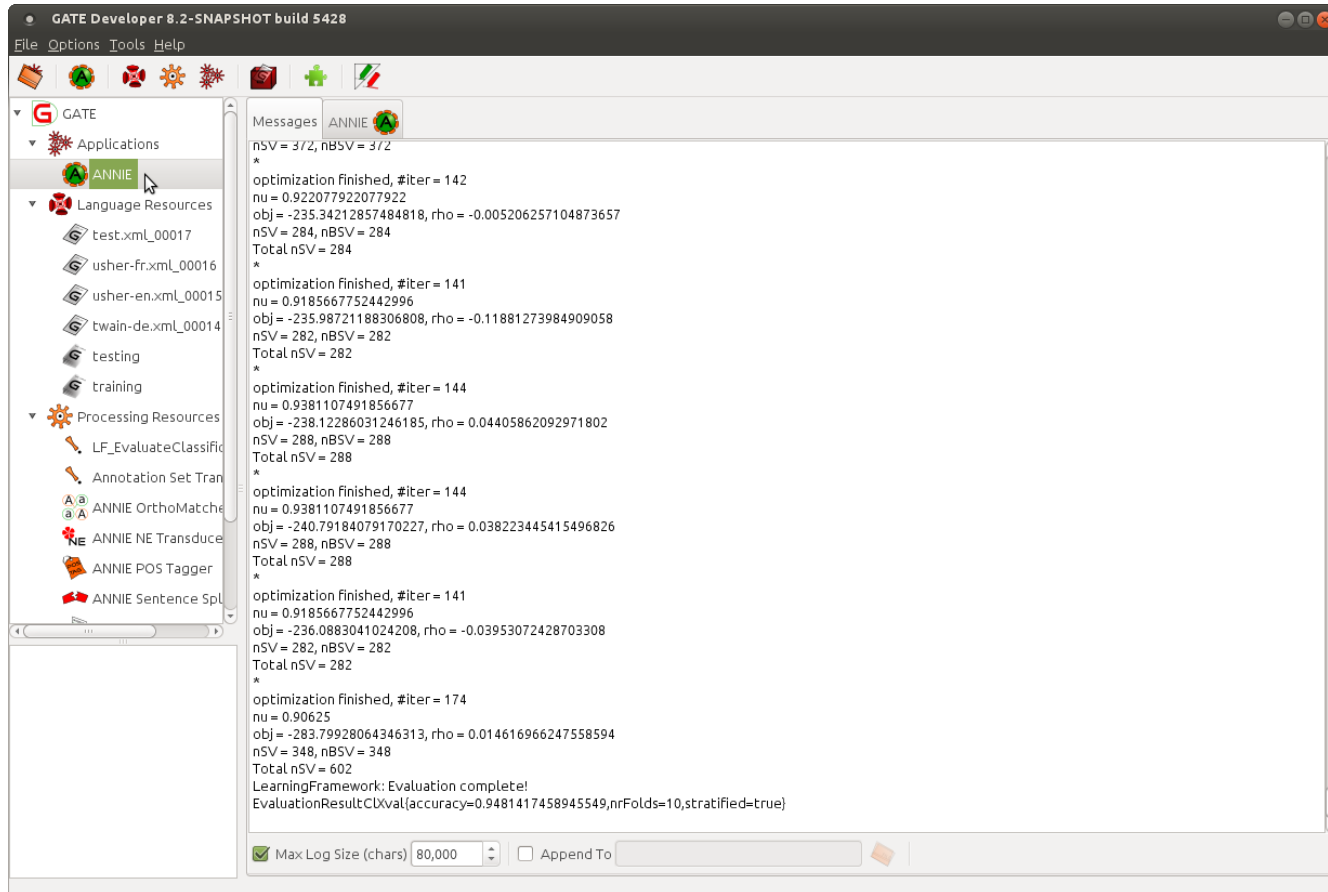 GATE Developer 8.2-SNAPSHOT build 5428
File Options Tools Help
GATE
Applications
ANNIE
Language Resources
test.xml_00017
usher-fr.xml_00016
usher-en.xml_00015
twain-de.xml_00014
testing
training
Processing Resources
LF_EvaluateClassific
Annotation Set Tran
ANNIE OrthoMatche
ANNIE NE Transduce
ANNIE POS Tagger
ANNIE Sentence Spl
Messages ANNIE
nSV = 372, nBSV = 372
*
optimization finished, #iter = 142
nu = 0.922077922077922
obj = -235.34212857484818, rho = -0.005206257104873657
nSV = 284, nBSV = 284
Total nSV = 284
*
optimization finished, #iter = 141
nu = 0.9185667752442996
obj = -235.98721188306808, rho = -0.11881273984909058
nSV = 282, nBSV = 282
Total nSV = 282
*
optimization finished, #iter = 144
nu = 0.9381107491856677
obj = -238.12286031246185, rho = 0.04405862092971802
nSV = 288, nBSV = 288
Total nSV = 288
*
optimization finished, #iter = 144
nu = 0.9381107491856677
obj = -240.79184079170227, rho = 0.038223445415496826
nSV = 288, nBSV = 288
Total nSV = 288
*
optimization finished, #iter = 141
nu = 0.9185667752442996
obj = -236.0883041024208, rho = -0.03953072428703308
nSV = 282, nBSV = 282
Total nSV = 282
*
optimization finished, #iter = 174
nu = 0.90625
obj = -283.79928064346313, rho = 0.014616966247558594
nSV = 348, nBSV = 348
Total nSV = 602
LearningFramework: Evaluation complete!
EvaluationResultClXval{accuracy=0.9481417458945549,nrFolds=10,stratified=true}
Max Log Size (chars) 80,000 Append To